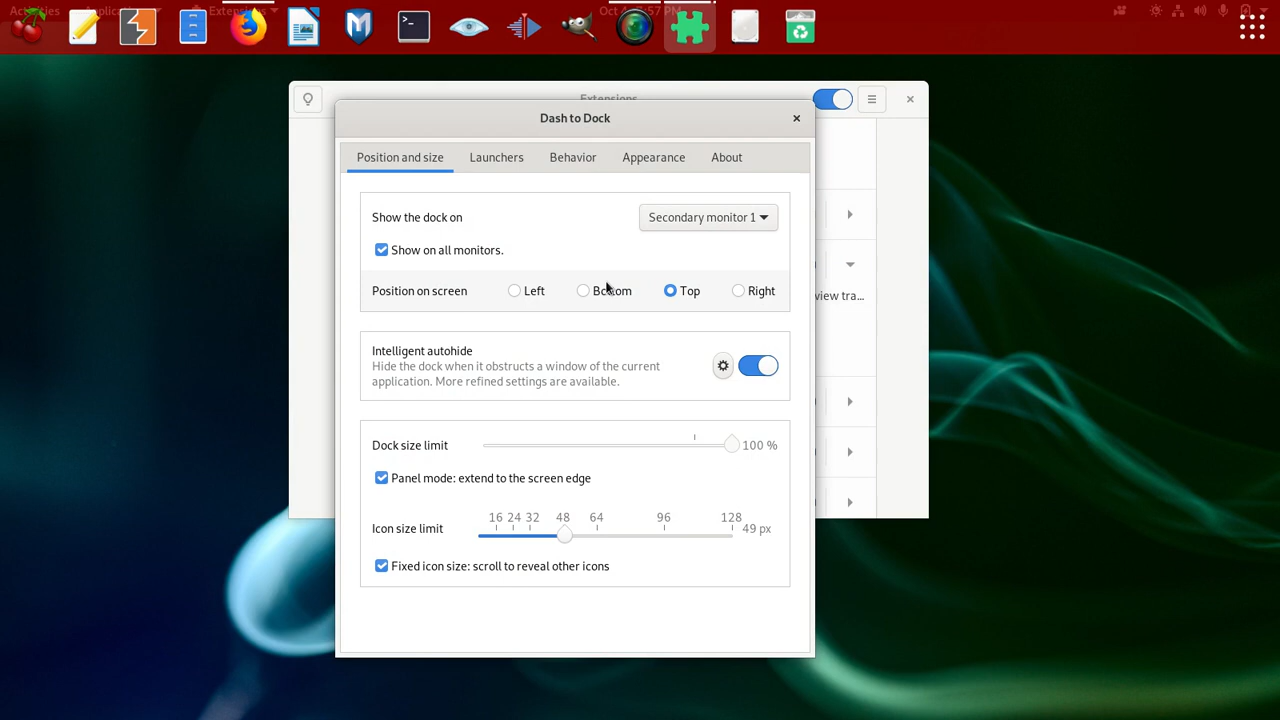 Activities
Extensions
Extensions
Dash to Dock
Position and size
Launchers
Behavior
Appearance
About
Show the dock on
Secondary monitor 1
Show on all monitors.
Position on screen
Left
Bottom
Top
Right
view tra...
Intelligent autohide
Hide the dock when it obstructs a window of the current
application. More refined settings are available.
Dock size limit
100 %
Panel mode: extend to the screen edge
16 24 32 48 64 96 128
Icon size limit
49 px
Fixed icon size: scroll to reveal other icons